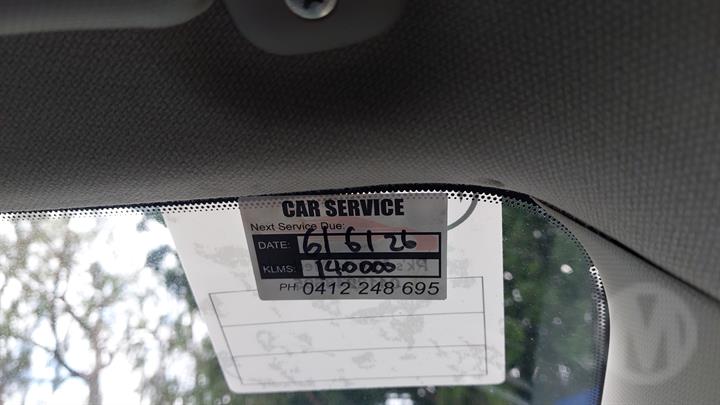 CAR SERVICE
Next Service Due:
DATE: 6/6/26
KLMS: 140000
PH: 0412 248 695